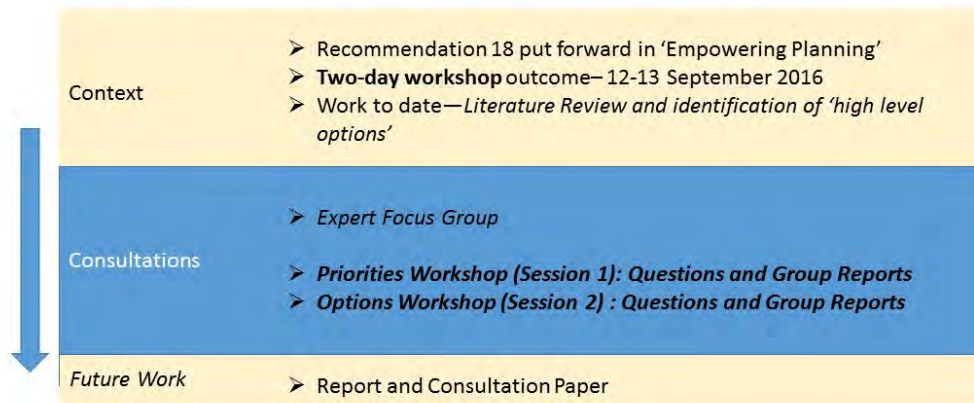 Context
➢ Recommendation 18 put forward in ‘Empowering Planning’
➢ Two-day workshop outcome– 12-13 September 2016
➢ Work to date—Literature Review and identification of ‘high level
options’
Consultations
➢ Expert Focus Group
➢ Priorities Workshop (Session 1): Questions and Group Reports
➢ Options Workshop (Session 2) : Questions and Group Reports
Future Work
➢ Report and Consultation Paper